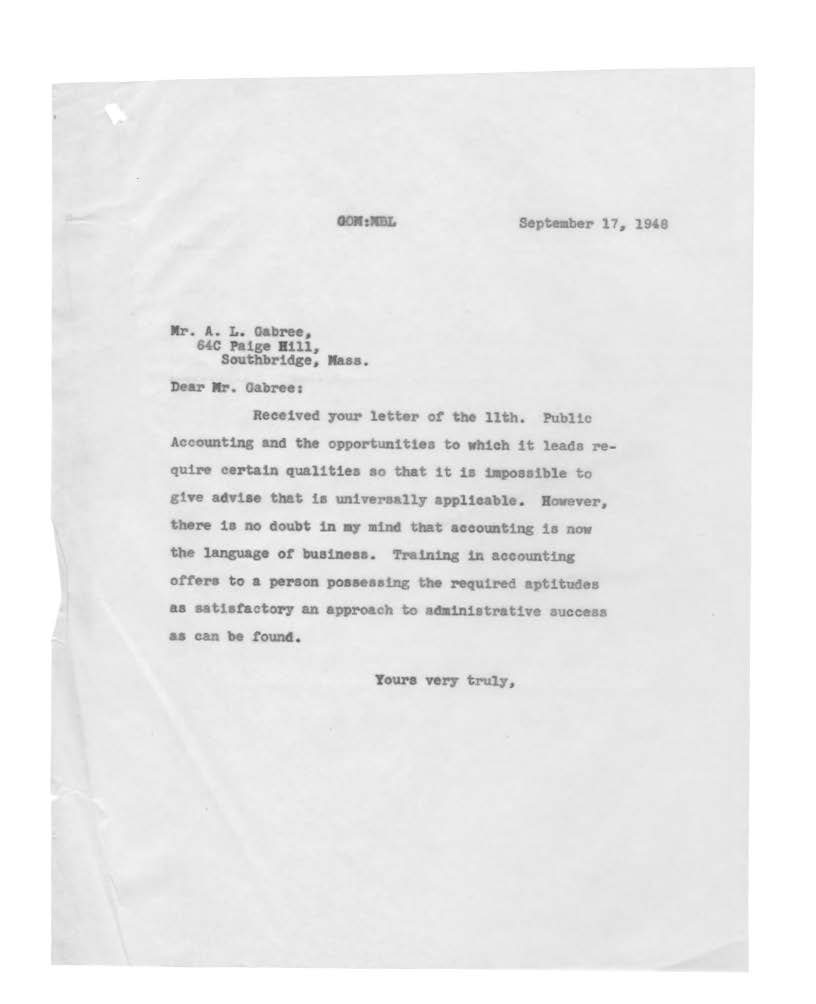 GOM:MBL September 17, 1948
Mr. A. L. Gabree,
64C Paige Hill,
Southbridge, Mass.
Dear Mr. Gabree:
Received your letter of the 11th. Public
Accounting and the opportunities to which it leads re-
quire certain qualities so that it is impossible to
give advise that is universally applicable. However,
there is no doubt in my mind that accounting is now
the language of business. Training in accounting
offers to a person possessing the required aptitudes
as satisfactory an approach to administrative success
as can be found.
Yours very truly,